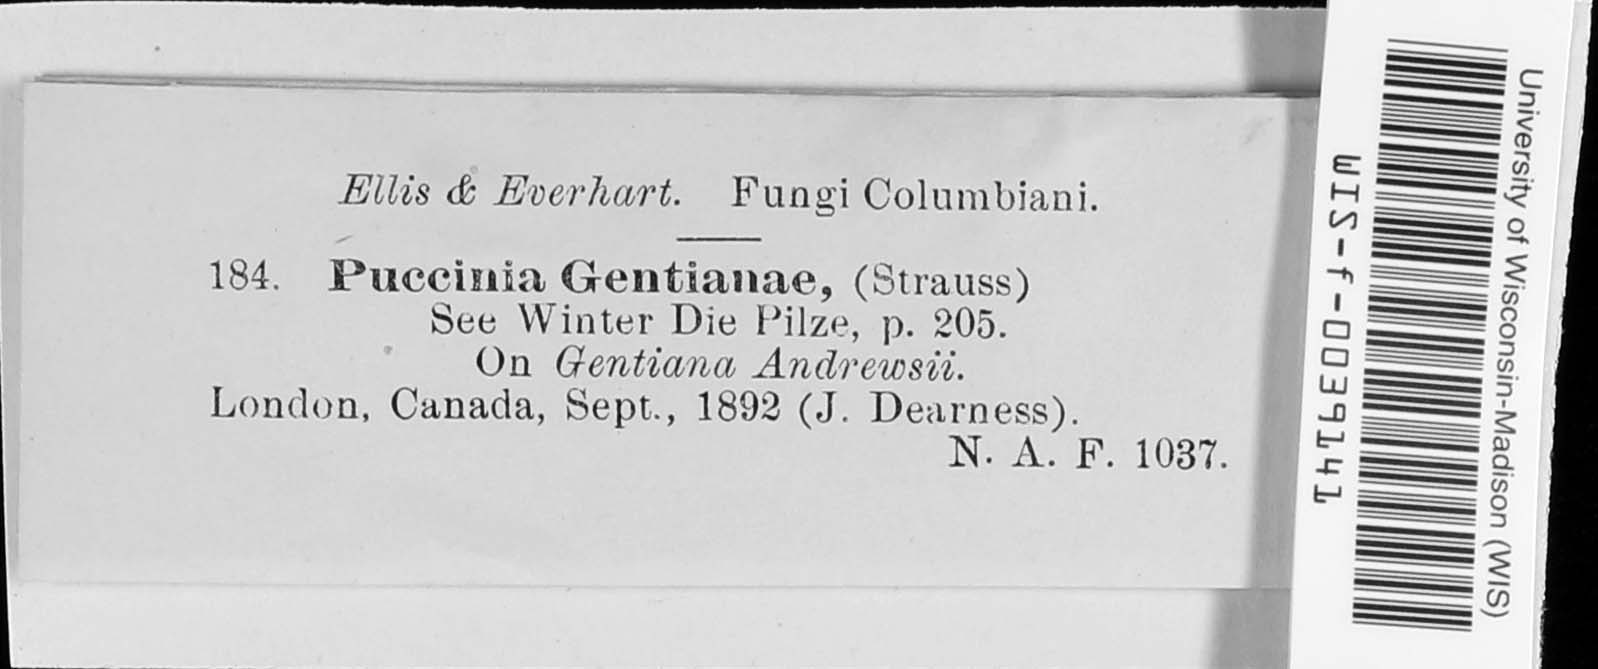 Ellis & Everhart. Fungi Columbiani.
184. Puccinia Gentianae, (Strauss)
See Winter Die Pilze, p. 205.
On Gentiana Andrewsii.
London, Canada, Sept., 1892 (J. Dearness).
N. A. F. 1037.
University of Wisconsin-Madison (WIS)
WIS-f-0039141